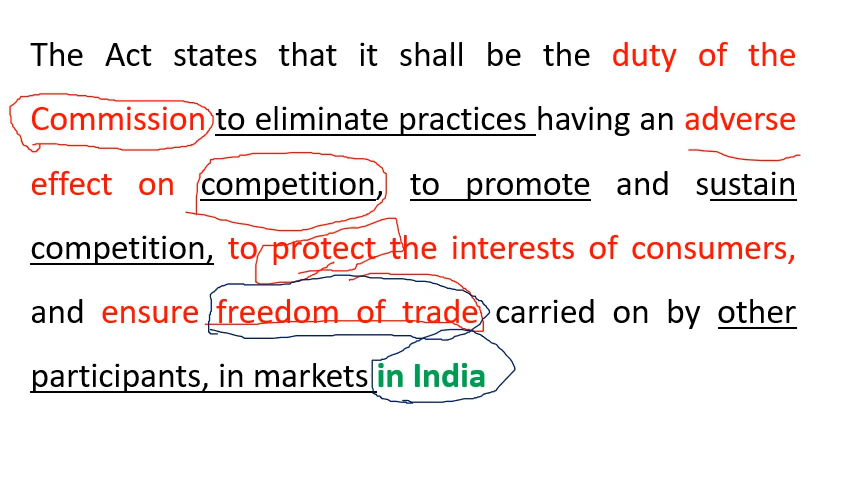 The Act states that it shall be the duty of the
Commission to eliminate practices having an adverse
effect on competition, to promote and sustain
competition, to protect the interests of consumers,
and ensure freedom of trade carried on by other
participants, in markets in India